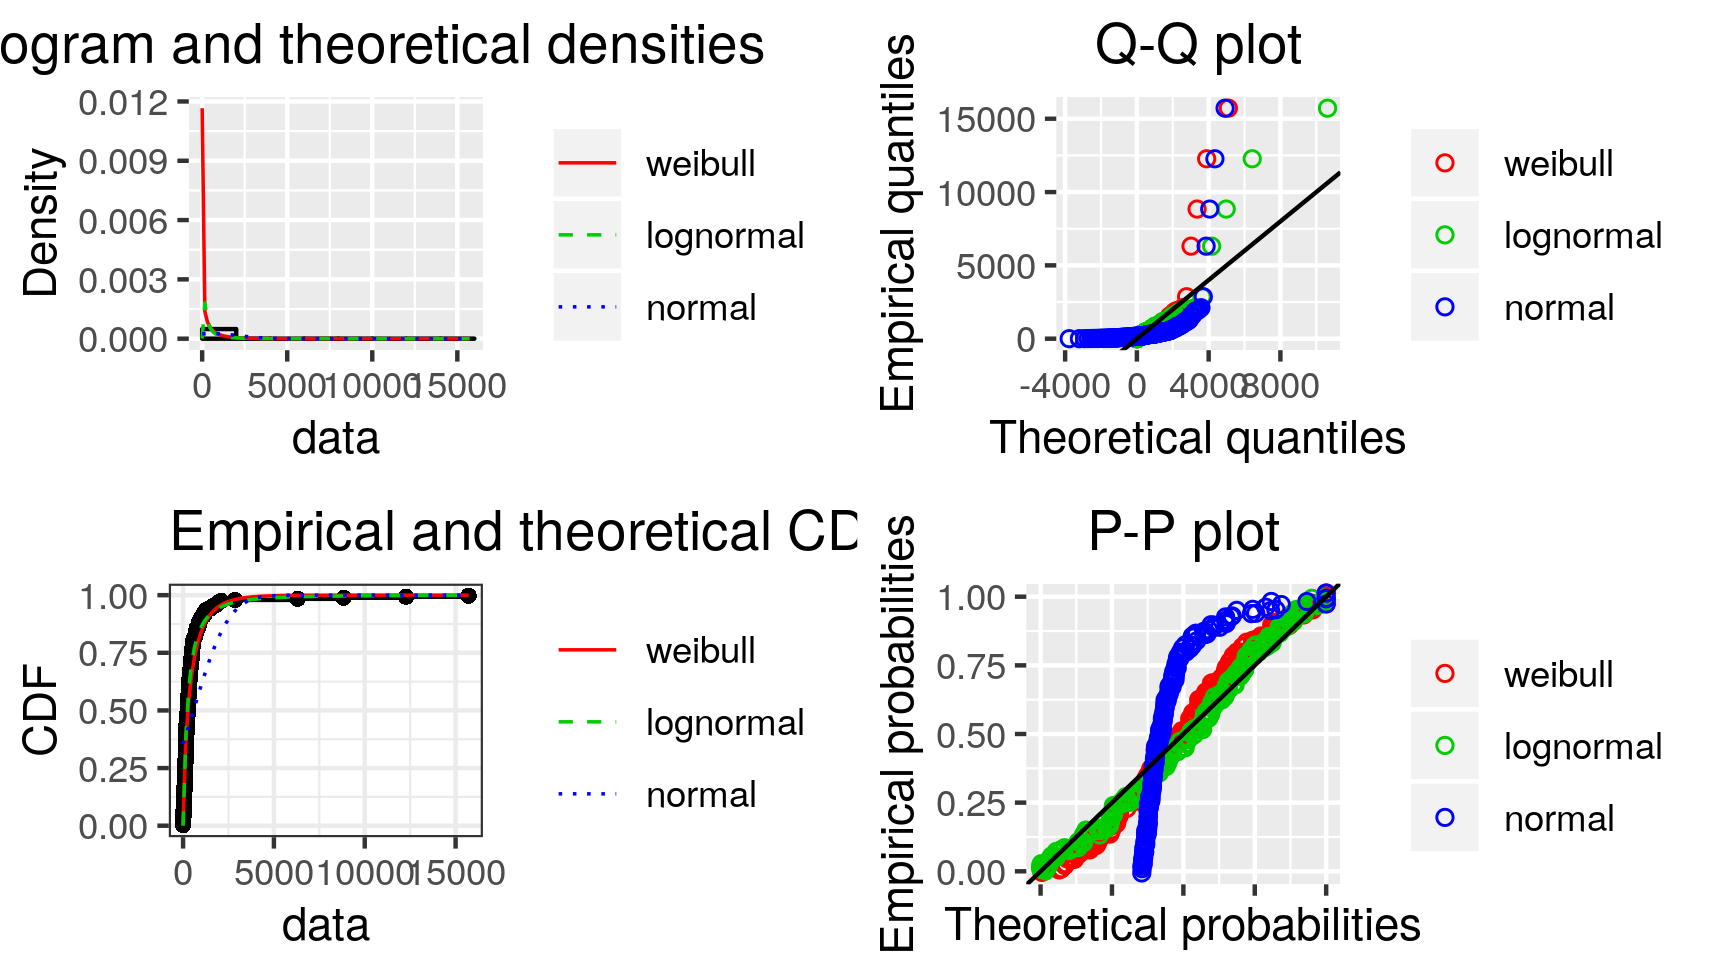 ogram and theoretical densities
Density
0.012
0.009
0.006
0.003
0.000
0 5000 10000 15000
data
weibull
lognormal
normal
Q-Q plot
Empirical quantiles
15000
10000
5000
0
-4000 0 4000 8000
Theoretical quantiles
weibull
lognormal
normal
Empirical and theoretical CD
CDF
1.00
0.75
0.50
0.25
0.00
0 5000 10000 15000
data
weibull
lognormal
normal
P-P plot
Empirical probabilities
1.00
0.75
0.50
0.25
0.00
Theoretical probabilities
weibull
lognormal
normal